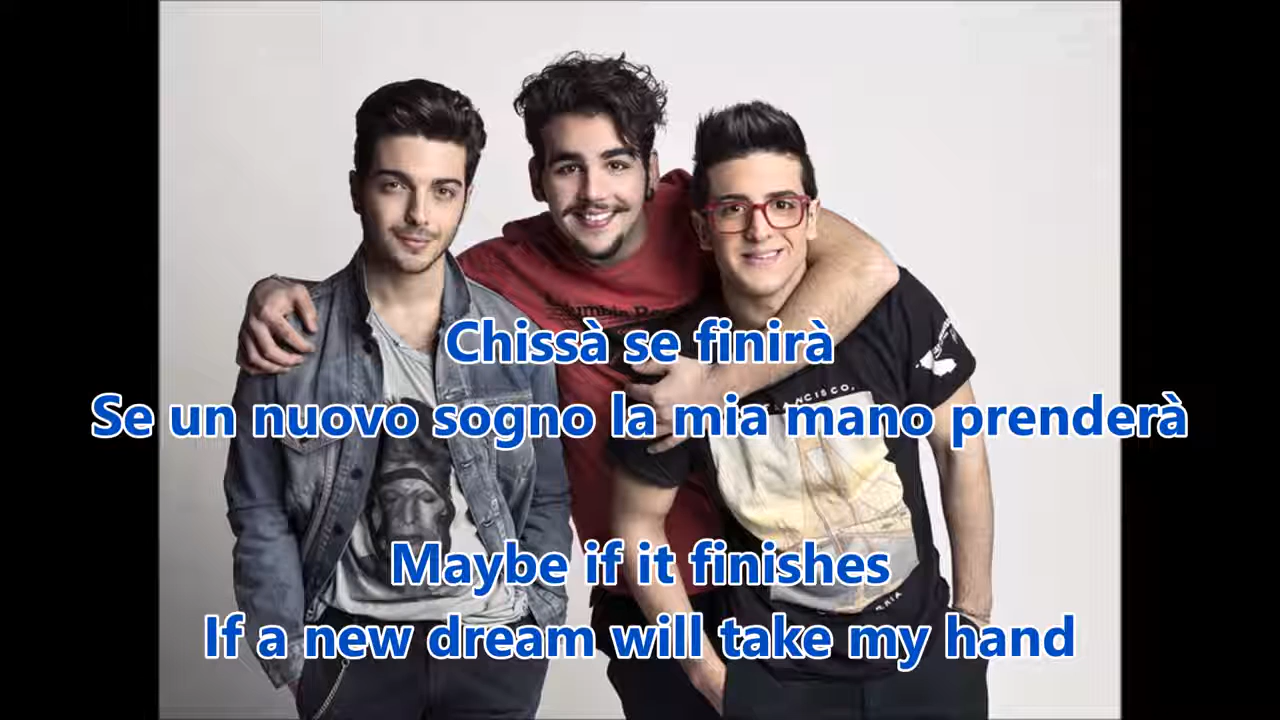 Chissà se finirà
Se un nuovo sogno la mia mano prenderà
Maybe if it finishes
If a new dream will take my hand